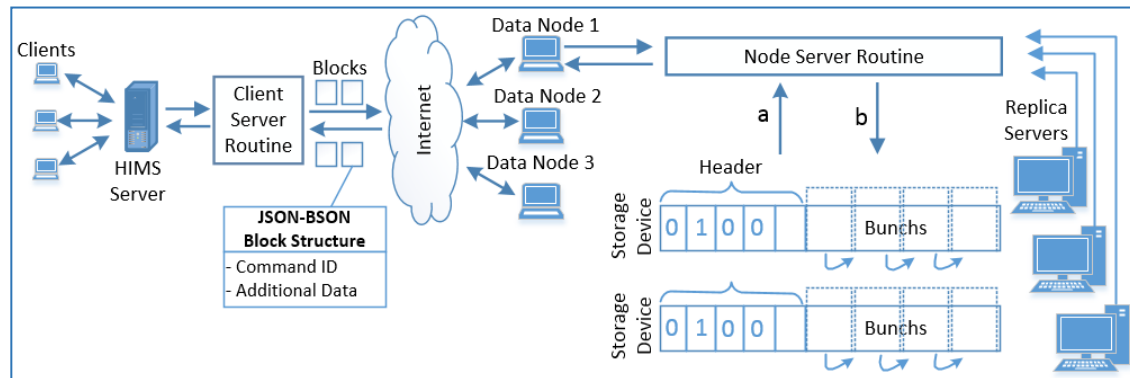 Clients
HIMS
Server
Client
Server
Routine
Blocks
JSON-BSON
Block Structure
- Command ID
- Additional Data
Internet
Data Node 1
Data Node 2
Data Node 3
Node Server Routine
a
b
Replica
Servers
Header
Storage
Device
0 1 0 0
Bunchs
Storage
Device
0 1 0 0
Bunchs